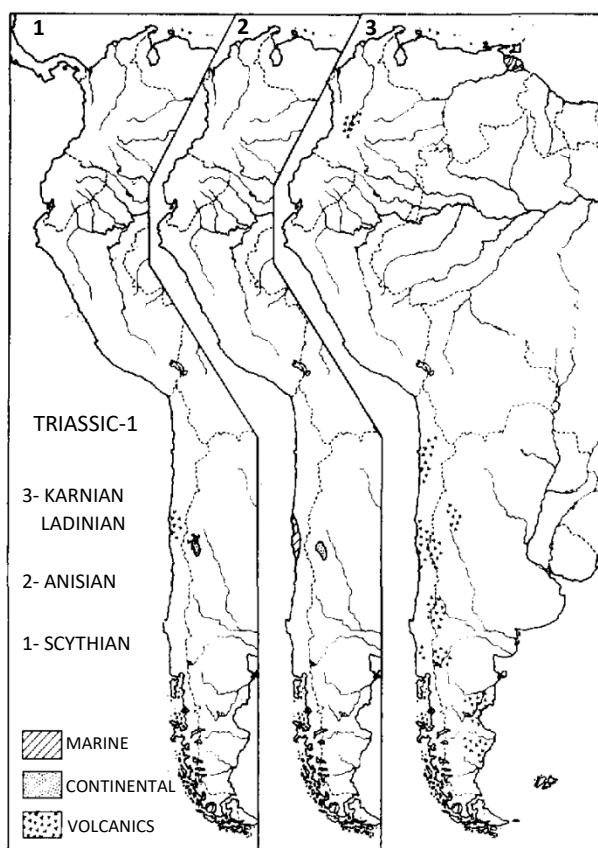 1 2 3
TRIASSIC-1
3- KARNIAN
LADINIAN
2- ANISIAN
1- SCYTHIAN
MARINE
CONTINENTAL
VOLCANICS